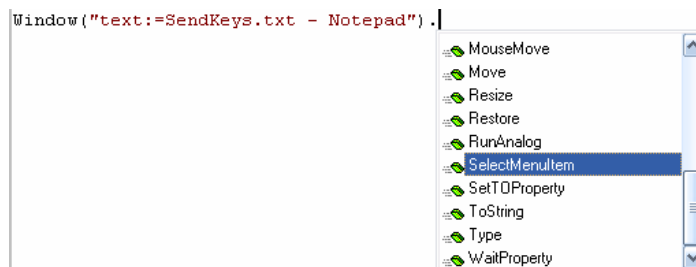 Window("text:=SendKeys.txt - Notepad").
MouseMove
Move
Resize
Restore
RunAnalog
SelectMenuItem
SetTOProperty
ToString
Type
WaitProperty